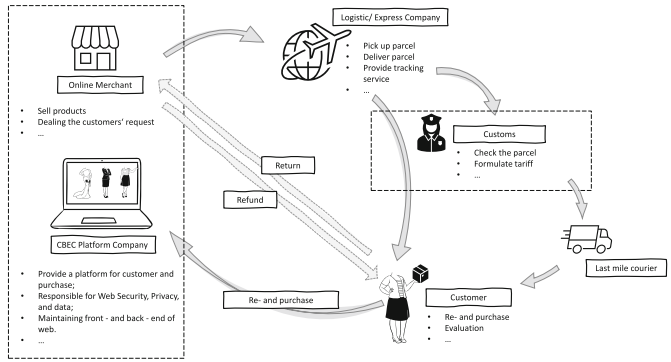 Online Merchant
• Sell products
• Dealing the customers' request
• ...
CBEC Platform Company
• Provide a platform for customer and
purchase;
• Responsible for Web Security, Privacy,
and data;
• Maintaining front - and back - end of
web.
• ...
Logistic/ Express Company
• Pick up parcel
• Deliver parcel
• Provide tracking
service
• ...
Customs
• Check the parcel
• Formulate tariff
• ...
Return
Refund
Last mile courier
Re- and purchase
Customer
• Re- and purchase
• Evaluation
• ...